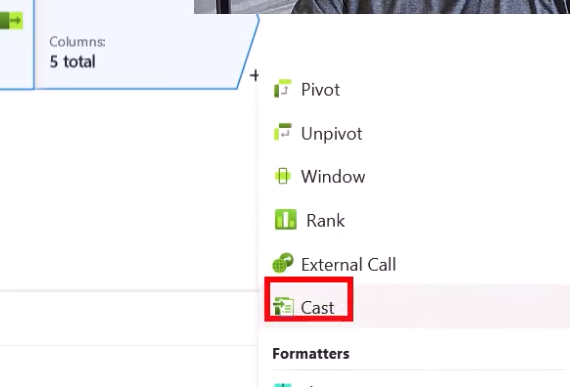 Columns:
5 total
+
Pivot
Unpivot
Window
Rank
External Call
Cast
Formatters